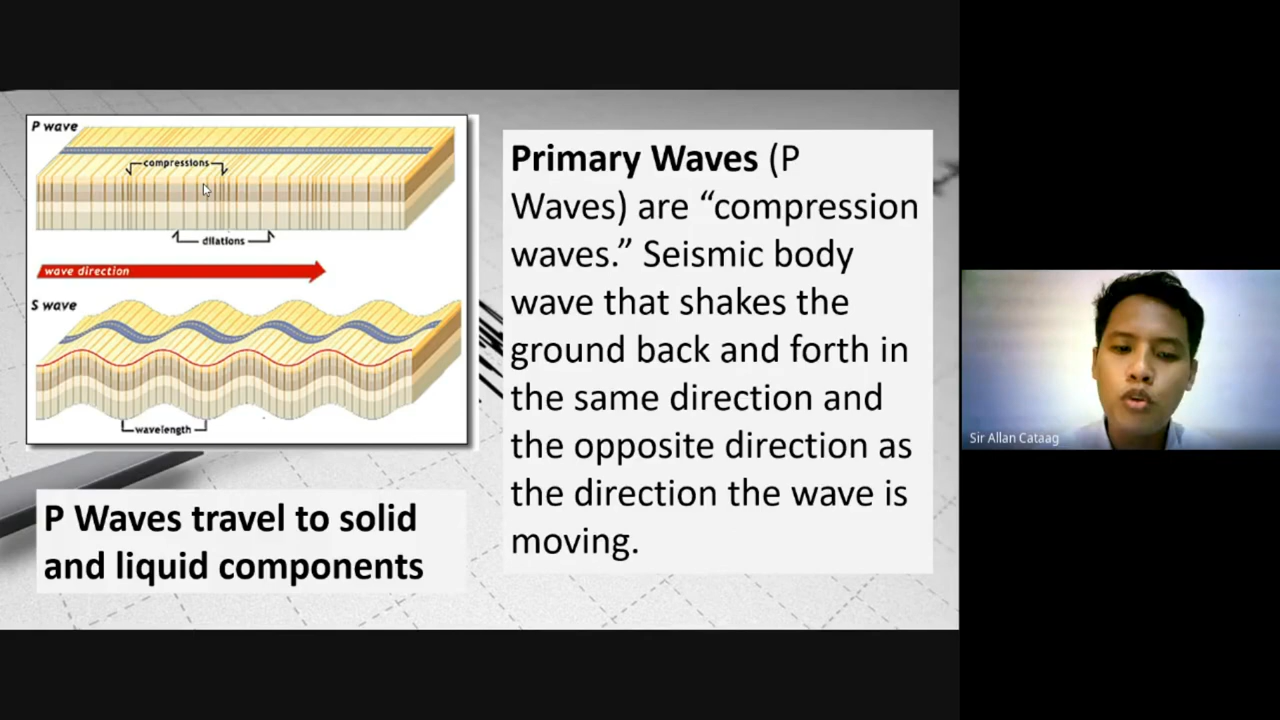 P wave
compressions
dilations
wave direction
S wave
wavelength
P Waves travel to solid
and liquid components
Primary Waves (P
Waves) are “compression
waves.” Seismic body
wave that shakes the
ground back and forth in
the same direction and
the opposite direction as
the direction the wave is
moving.
Sir Allan Cataag